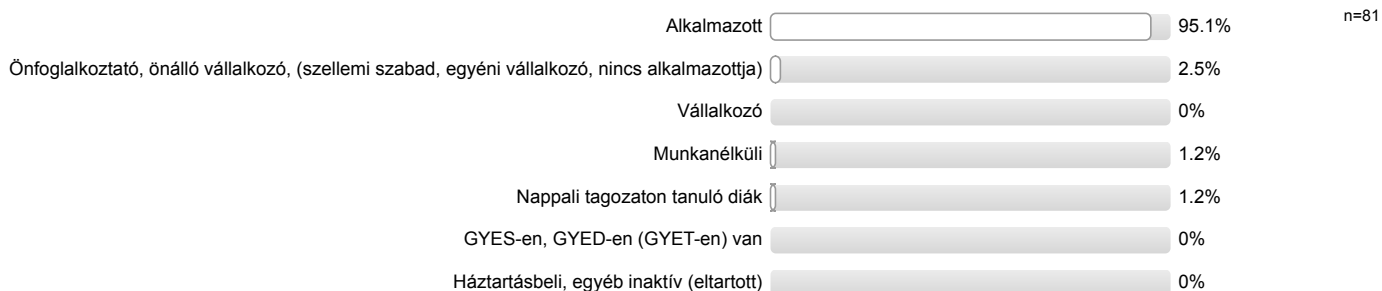 Alkalmazott 95.1% n=81
Önfoglalkoztató, önálló vállalkozó, (szellemi szabad, egyéni vállalkozó, nincs alkalmazottja) 2.5%
Vállalkozó 0%
Munkanélküli 1.2%
Nappali tagozaton tanuló diák 1.2%
GYES-en, GYED-en (GYET-en) van 0%
Háztartásbeli, egyéb inaktív (eltartott) 0%